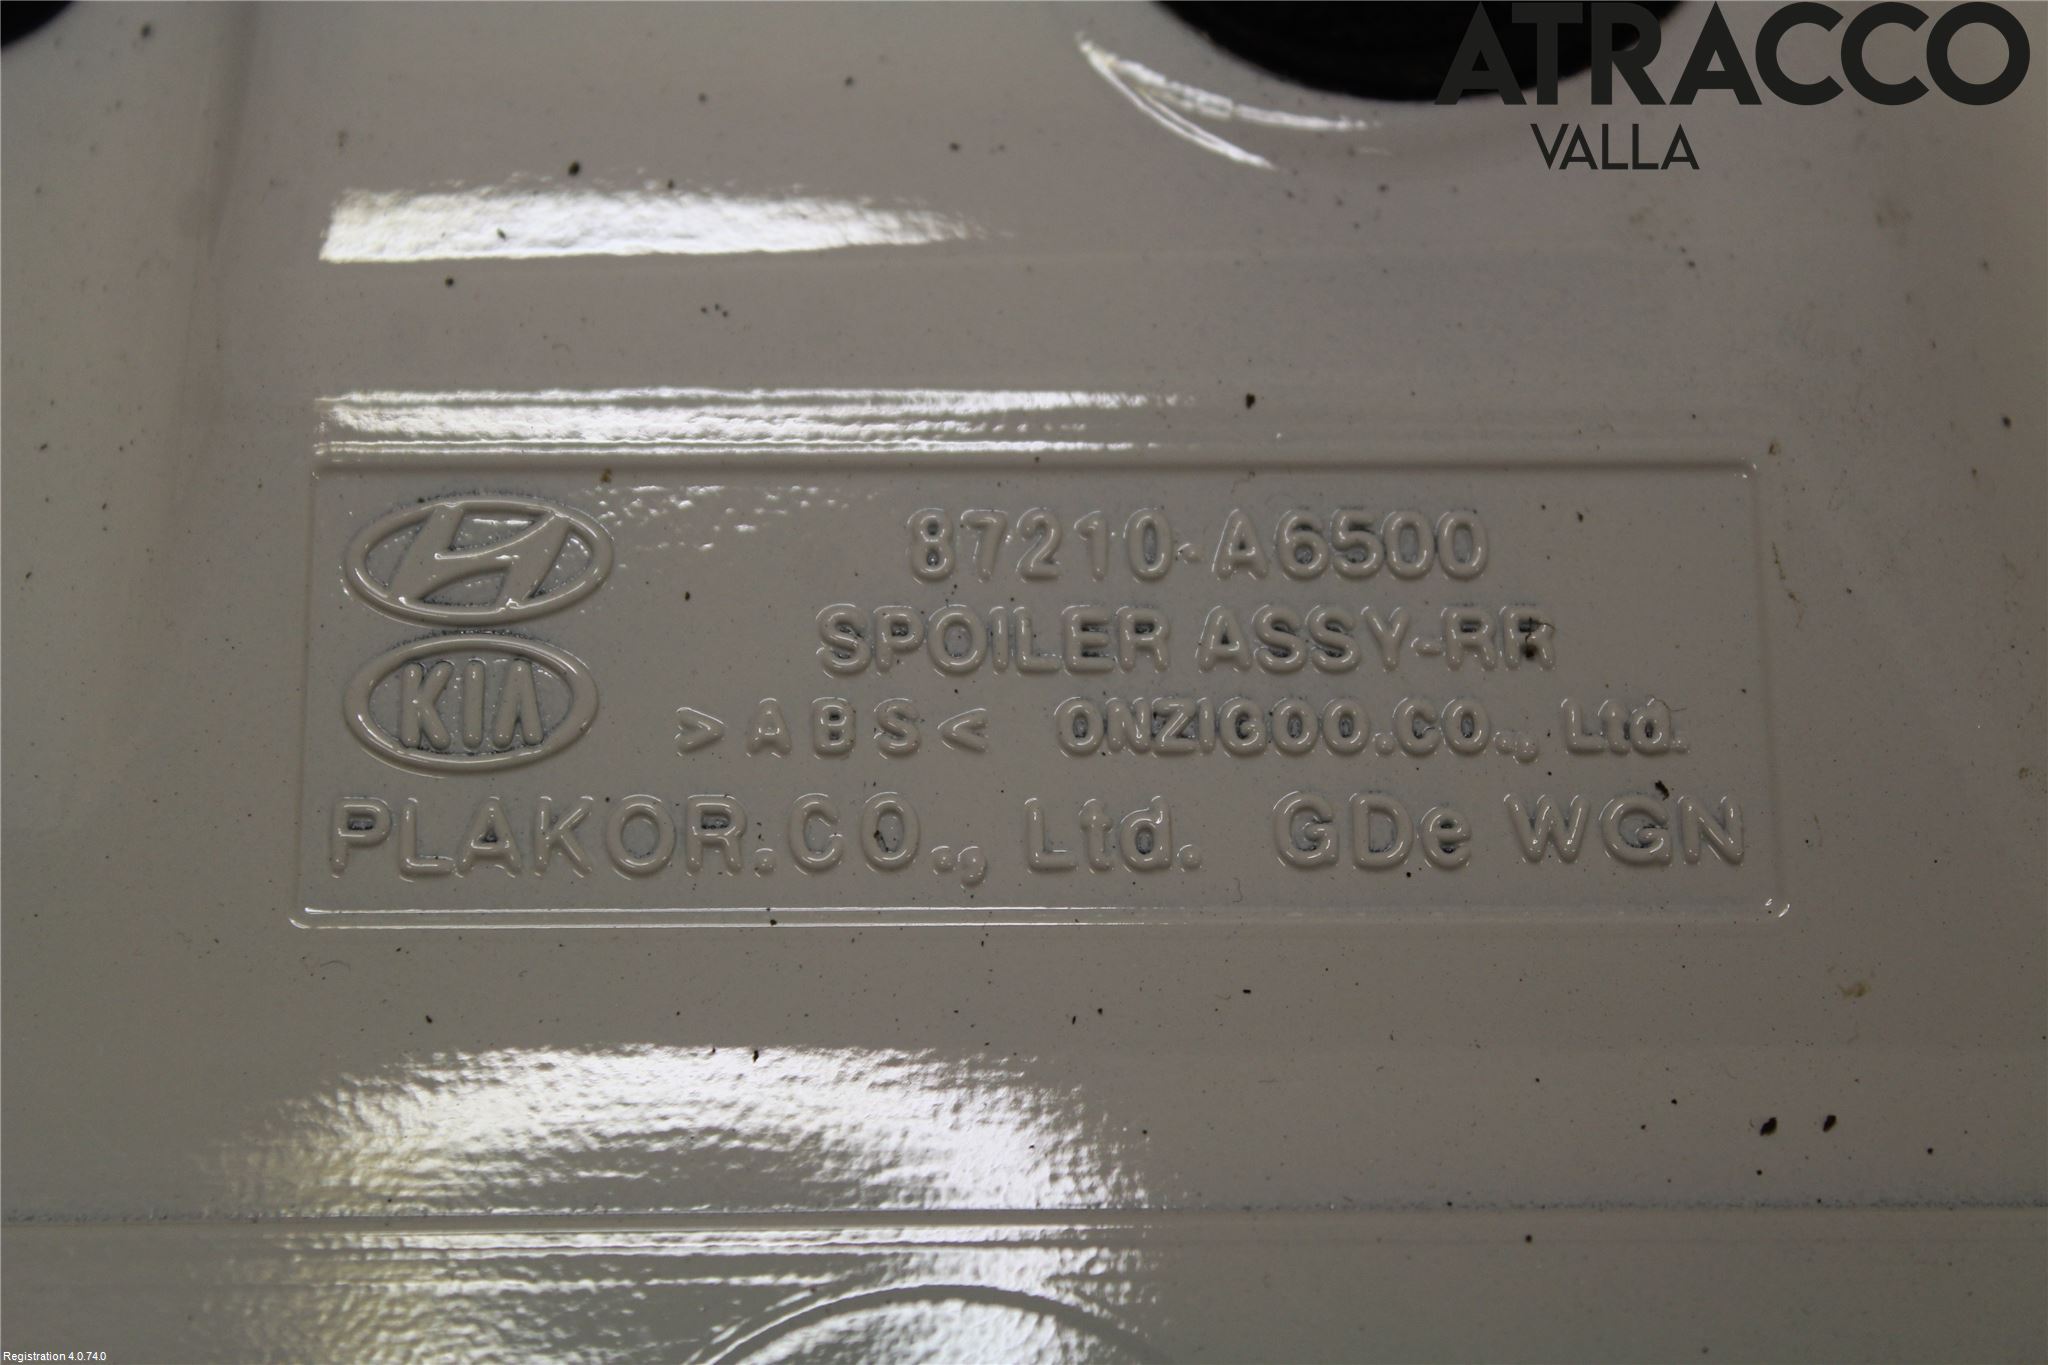 ATRACCO
VALLA
87210-A6500
SPOILER ASSY-RR
KIA
>ABS< ONZIGOO.CO., Ltd.
PLAKOR.CO., Ltd. GDe WGN
Registration 4.0.74.0